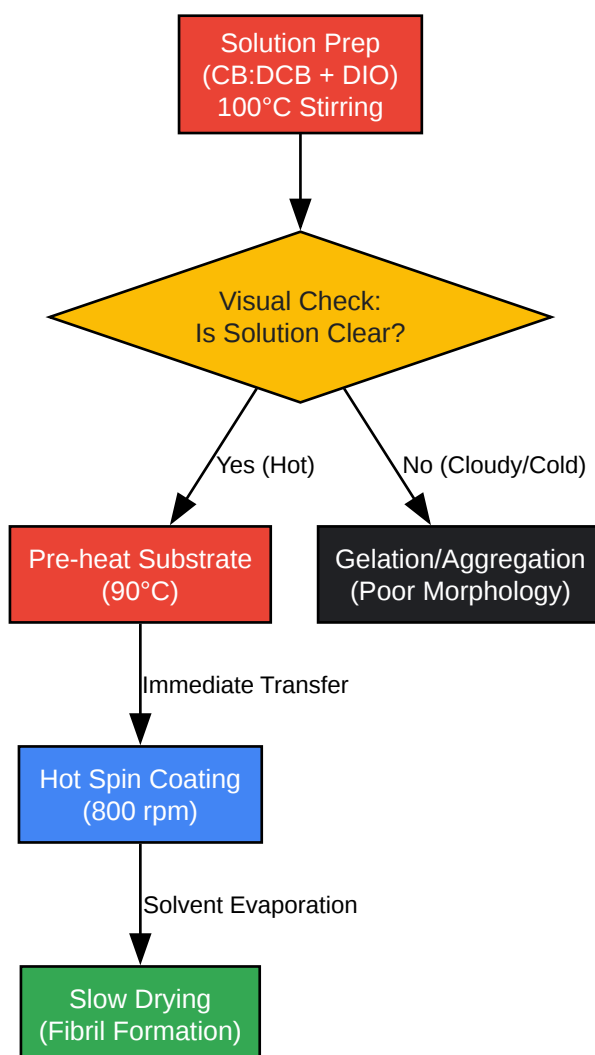 Solution Prep
(CB:DCB + DIO)
100°C Stirring
Visual Check:
Is Solution Clear?
Yes (Hot)
No (Cloudy/Cold)
Pre-heat Substrate
(90°C)
Gelation/Aggregation
(Poor Morphology)
Immediate Transfer
Hot Spin Coating
(800 rpm)
Solvent Evaporation
Slow Drying
(Fibril Formation)